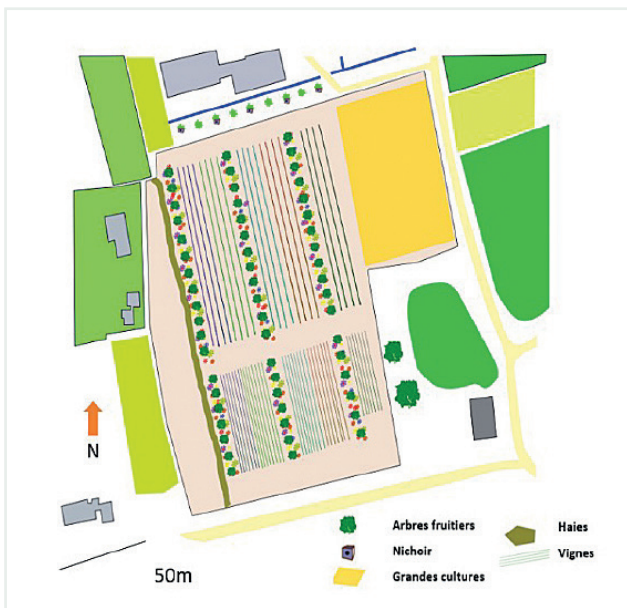 N
50m
Arbres fruitiers
Nichoir
Grandes cultures
Haies
Vignes